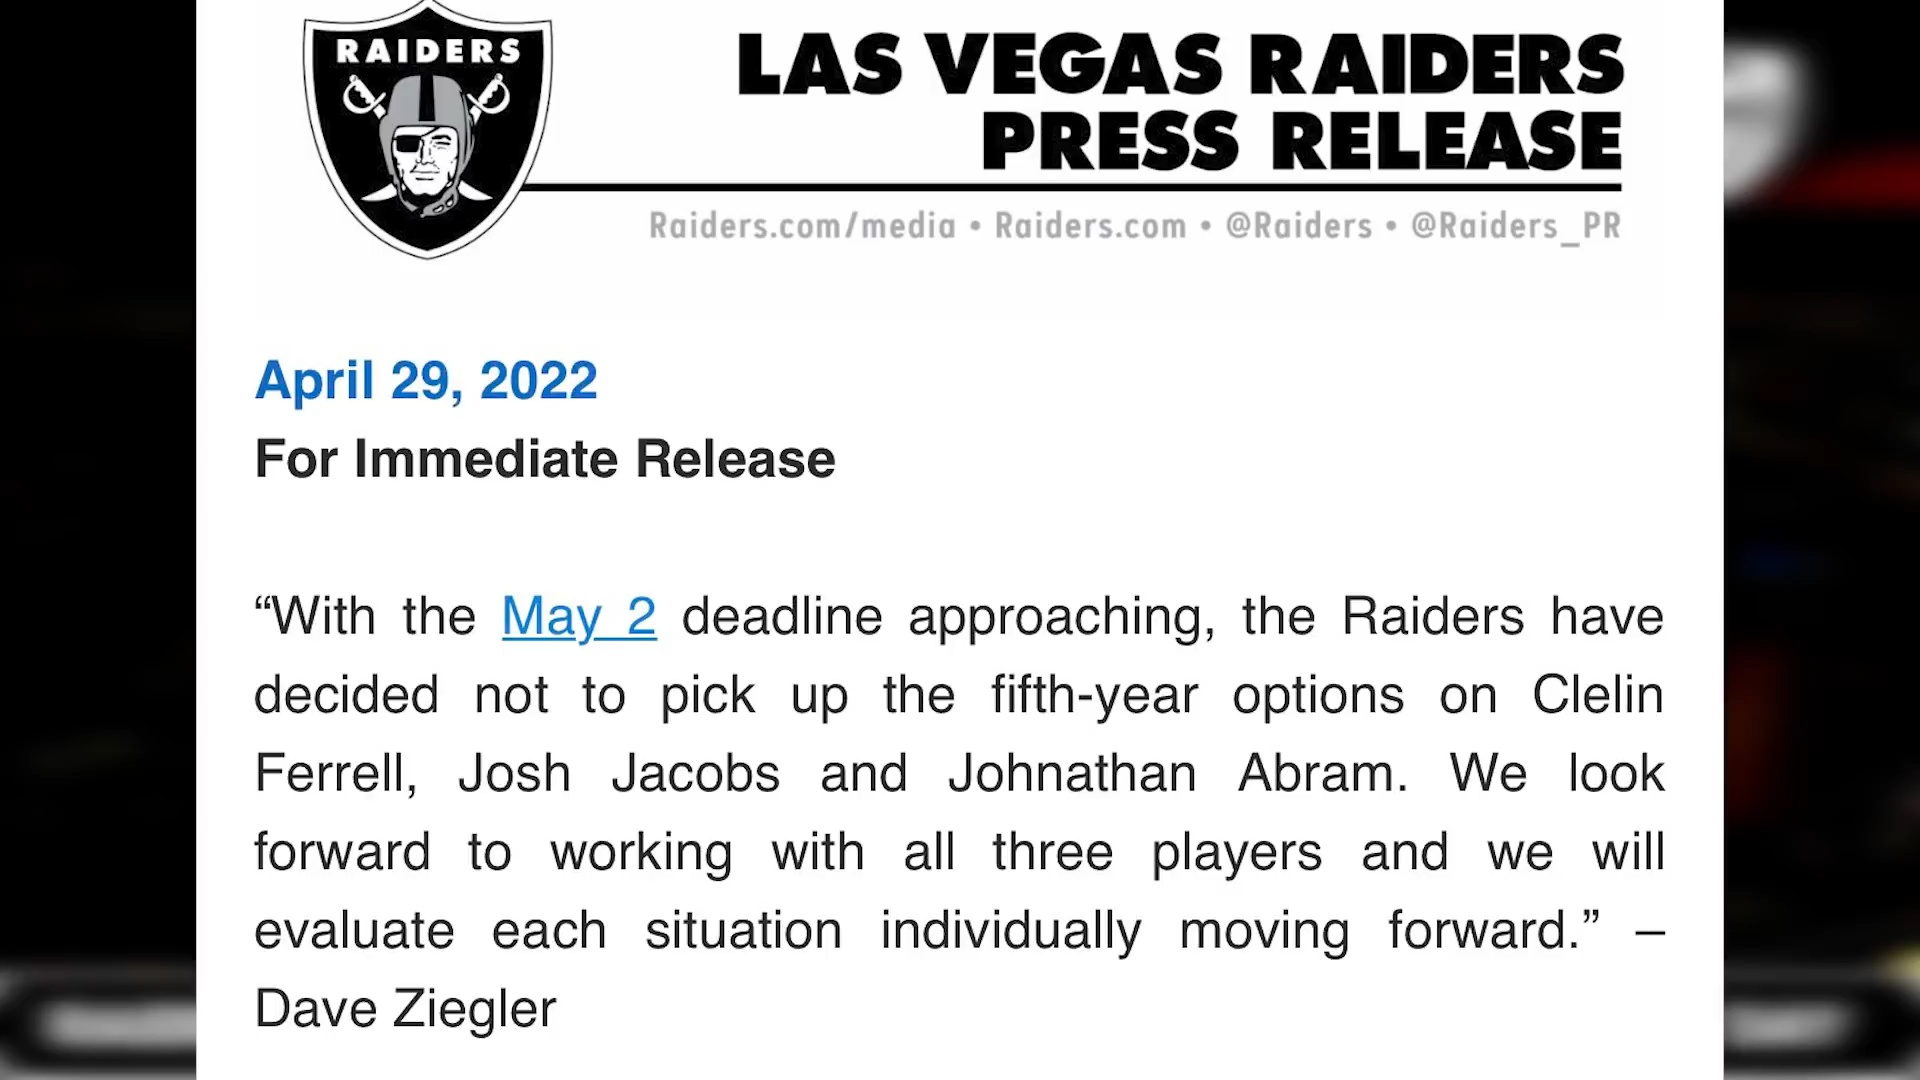 RAIDERS
LAS VEGAS RAIDERS
PRESS RELEASE
Raiders.com/media • Raiders.com • @Raiders • @Raiders_PR
April 29, 2022
For Immediate Release
“With the May 2 deadline approaching, the Raiders have
decided not to pick up the fifth-year options on Clelin
Ferrell, Josh Jacobs and Johnathan Abram. We look
forward to working with all three players and we will
evaluate each situation individually moving forward.” –
Dave Ziegler